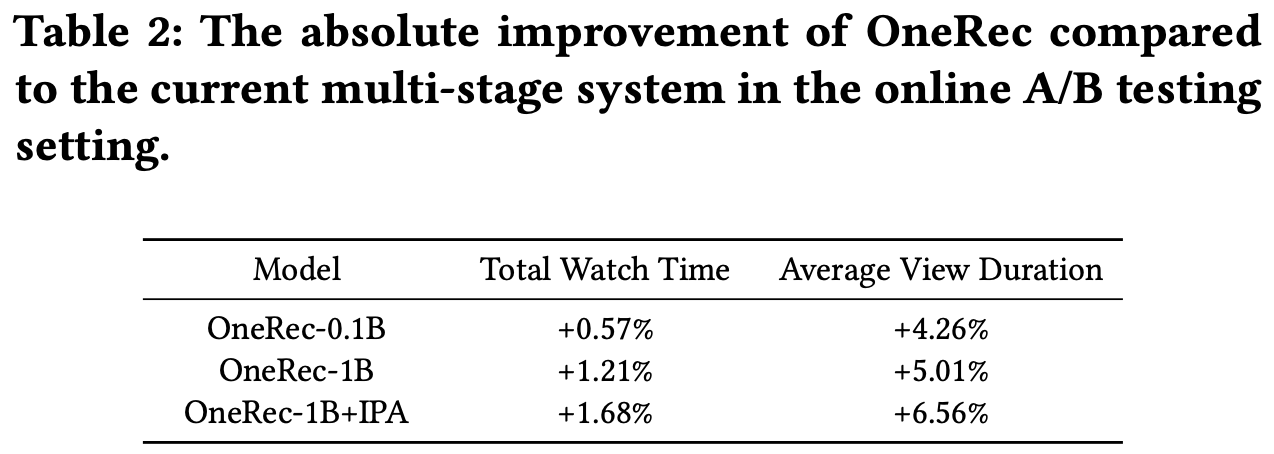 Table 2: The absolute improvement of OneRec compared
to the current multi-stage system in the online A/B testing
setting.
Model Total Watch Time Average View Duration
OneRec-0.1B +0.57% +4.26%
OneRec-1B +1.21% +5.01%
OneRec-1B+IPA +1.68% +6.56%